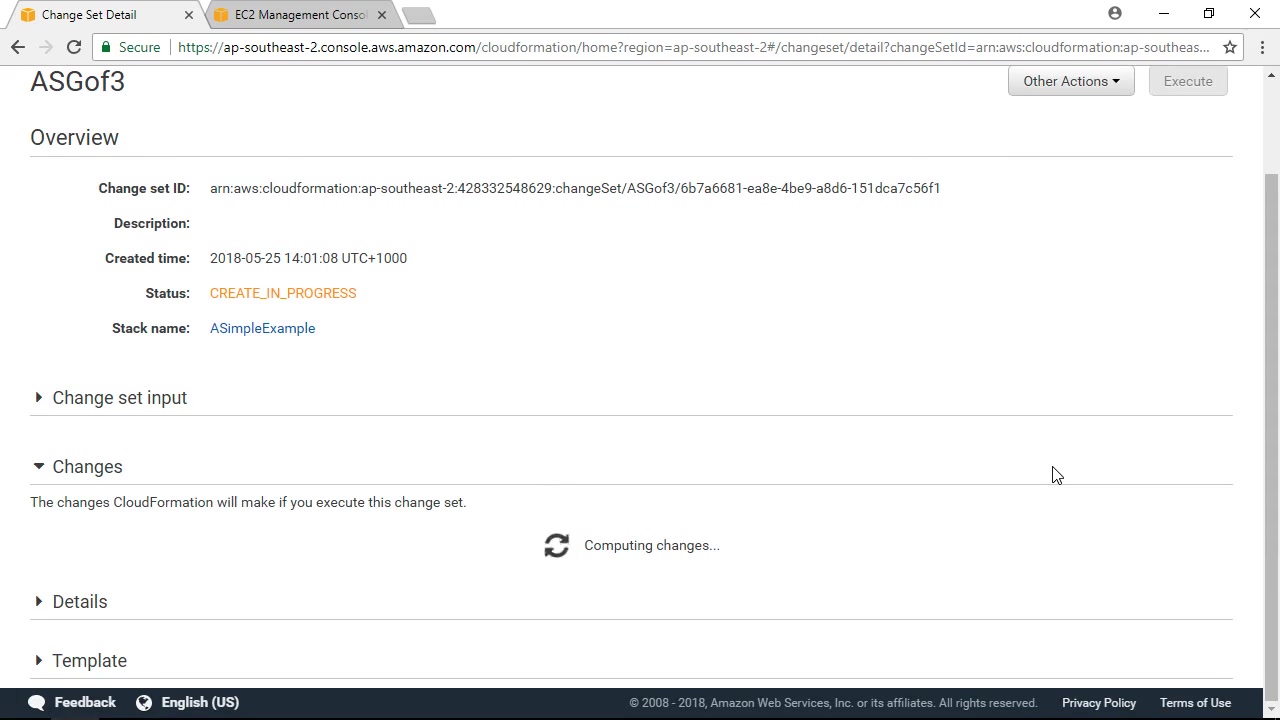 Change Set Detail
EC2 Management Consol
Secure
https://ap-southeast-2.console.aws.amazon.com/cloudformation/home?region=ap-southeast-2#/changeset/detail?changeSetId=arn:aws:cloudformation:ap-southeas...
ASGof3
Other Actions
Execute
Overview
Change set ID: arn:aws:cloudformation:ap-southeast-2:428332548629:changeSet/ASGof3/6b7a6681-ea8e-4be9-a8d6-151dca7c56f1
Description:
Created time: 2018-05-25 14:01:08 UTC+1000
Status: CREATE_IN_PROGRESS
Stack name: ASimpleExample
Change set input
Changes
The changes CloudFormation will make if you execute this change set.
Computing changes...
Details
Template
Feedback
English (US)
© 2008 - 2018, Amazon Web Services, Inc. or its affiliates. All rights reserved.
Privacy Policy
Terms of Use